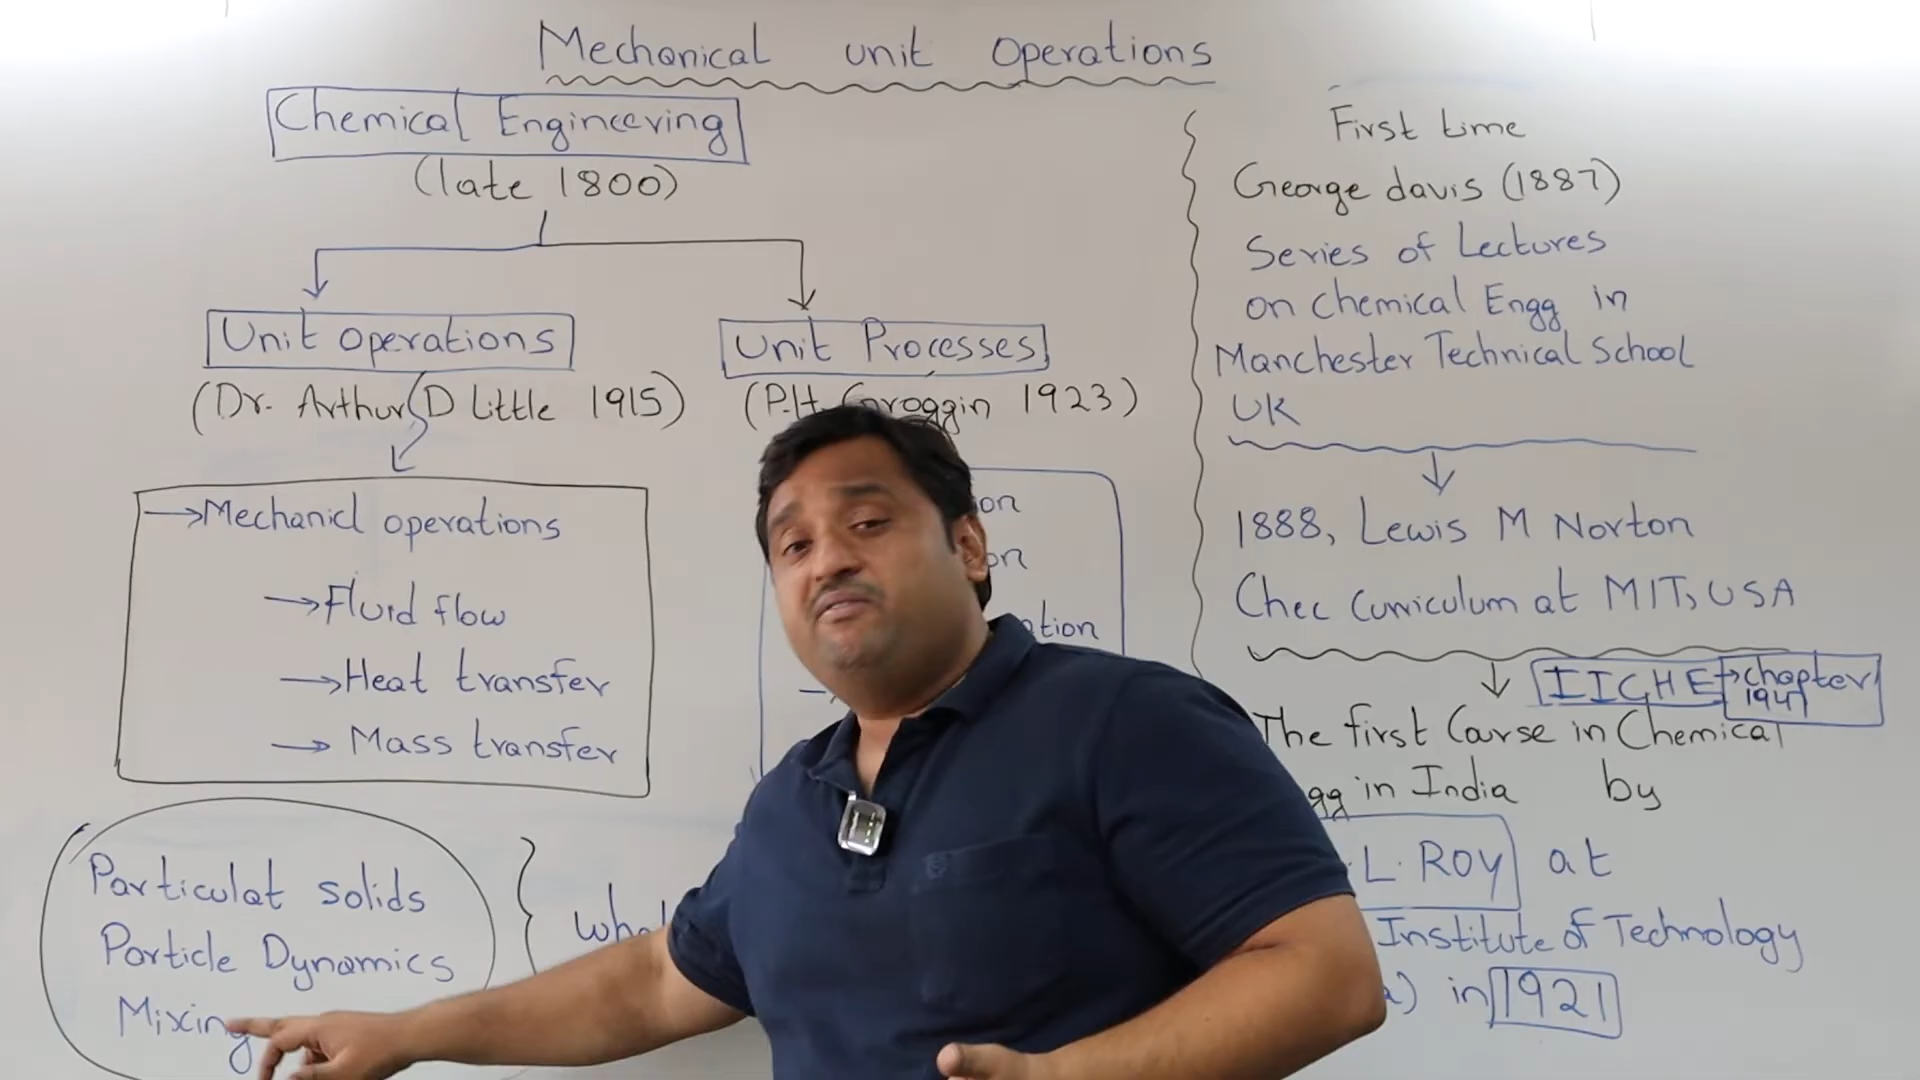 Mechanical unit Operations
Chemical Engineering
(late 1800)
Unit operations
(Dr. Arthur D Little 1915)
→Mechanicl operations
→Fluid flow
→Heat transfer
→ Mass transfer
Particulat solids
Particle Dynamics
Mixing
Unit Processes
(P.H. Groggin 1923)
First time
George davis (1887)
Series of Lectures
on chemical Engg in
Manchester Technical School
UK
1888, Lewis M Norton
Curriculum at MIT, USA
IICHE → chapter
1947
The first Course in Chemical
in India by
L. ROY at
Institute of Technology
in 1921